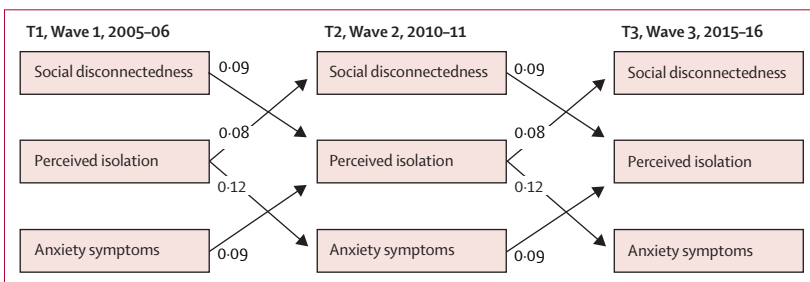 T1, Wave 1, 2005–06 T2, Wave 2, 2010–11 T3, Wave 3, 2015–16
Social disconnectedness 0·09 Social disconnectedness 0·09 Social disconnectedness
0·08 0·08
Perceived isolation Perceived isolation Perceived isolation
0·12 0·12
Anxiety symptoms 0·09 Anxiety symptoms 0·09 Anxiety symptoms